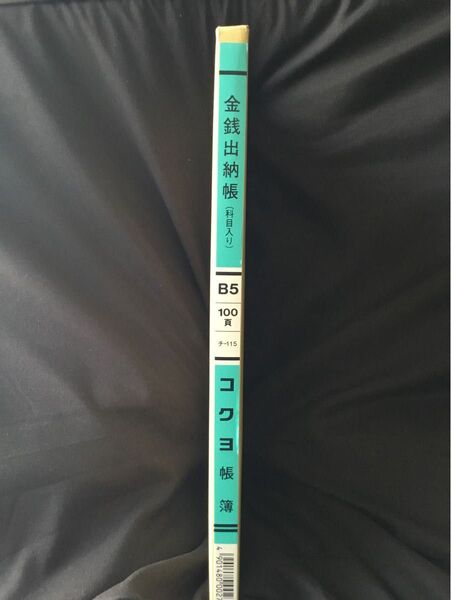 金銭出納帳
(科目入り)
B5
100
頁
チ-115
コクヨ
帳簿